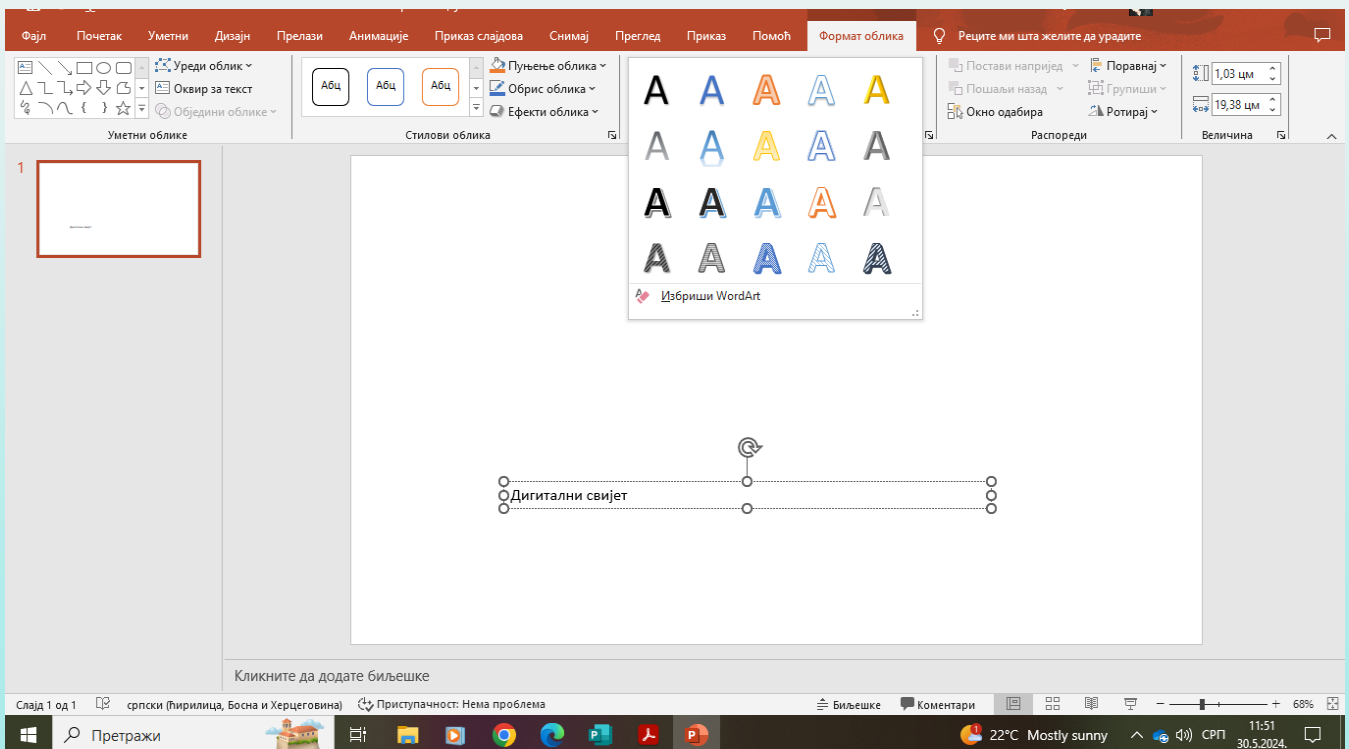 Фајл Почетак Уметни Дизајн Прелази Анимације Приказ слајдова Снимај Преглед Приказ Помоћ Формат облика Реците ми шта желите да урадите
Уреди облик
Оквир за текст
Обједини облике
Уметни облике
Абц Абц Абц
Пуњење облика
Обрис облика
Ефекти облика
Стилови облика
A A A A A
A A A A A
A A A A A
A A A A A
Избриши WordArt
Постави напријед
Пошаљи назад
Окно одабира
Поравнај
Групиши
Ротирај
Распореди
1,03 цм
19,38 цм
Величина
1
Дигитални свијет
Кликните да додате биљешке
Слајд 1 од 1 српски (ћирилица, Босна и Херцеговина) Приступачност: Нема проблема Биљешке Коментари 68%
Претражи 22°C Mostly sunny СРП 11:51
30.5.2024.